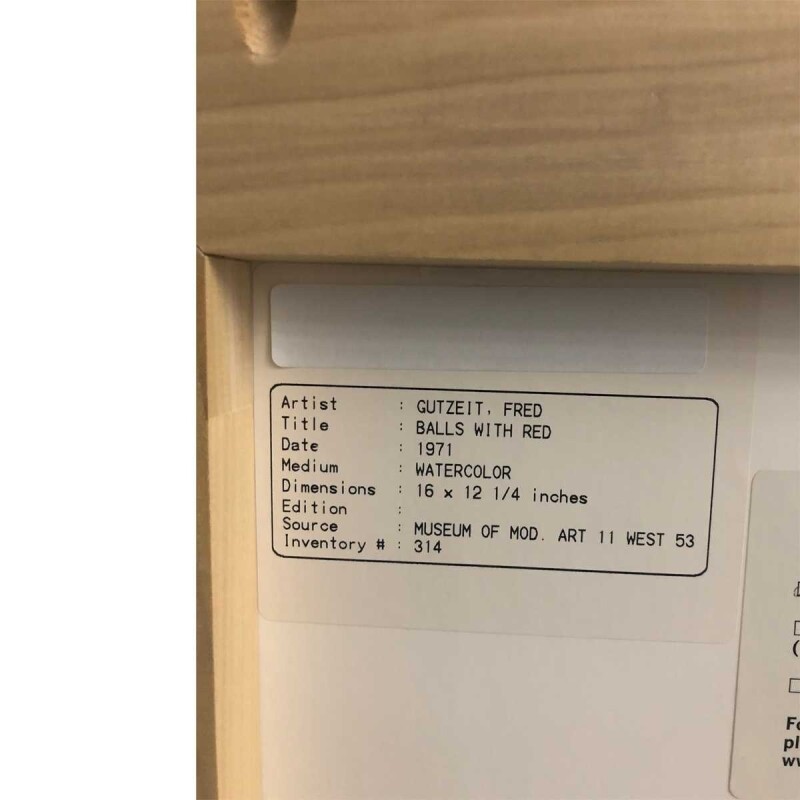 Artist : GUTZEIT, FRED
Title : BALLS WITH RED
Date : 1971
Medium : WATERCOLOR
Dimensions : 16 x 12 1/4 inches
Edition :
Source : MUSEUM OF MOD. ART 11 WEST 53
Inventory # : 314